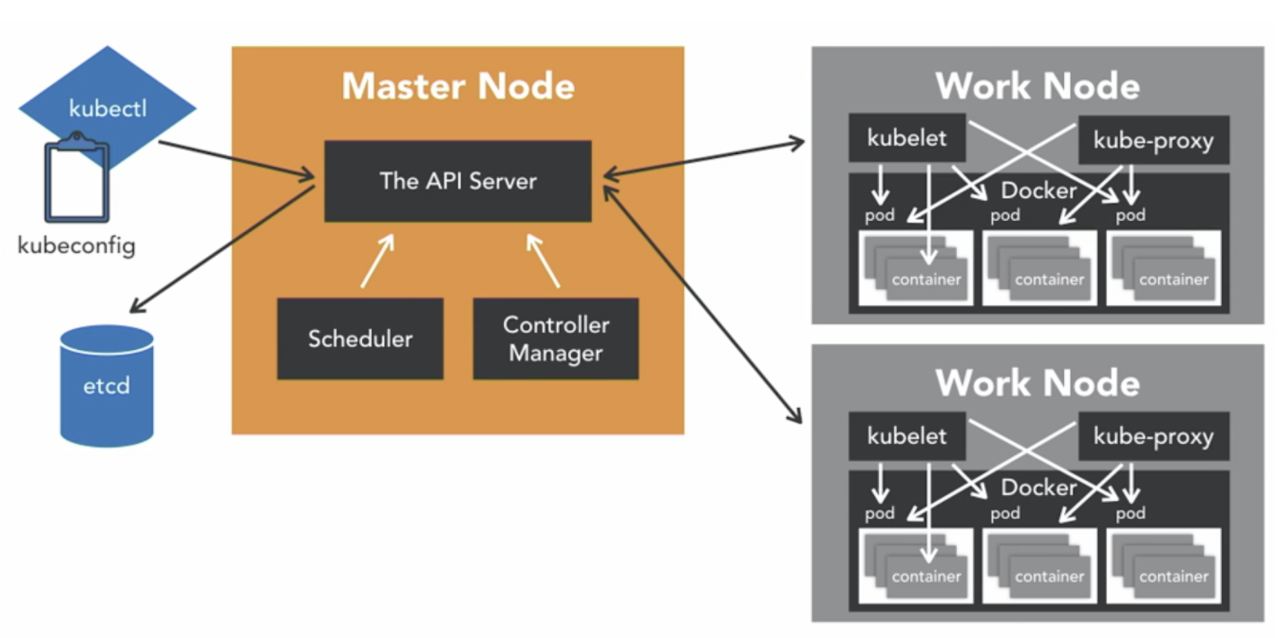 kubectl
kubeconfig
etcd
Master Node
The API Server
Scheduler
Controller
Manager
Work Node
kubelet
kube-proxy
Docker
pod
pod
pod
container
container
container
Work Node
kubelet
kube-proxy
Docker
pod
pod
pod
container
container
container